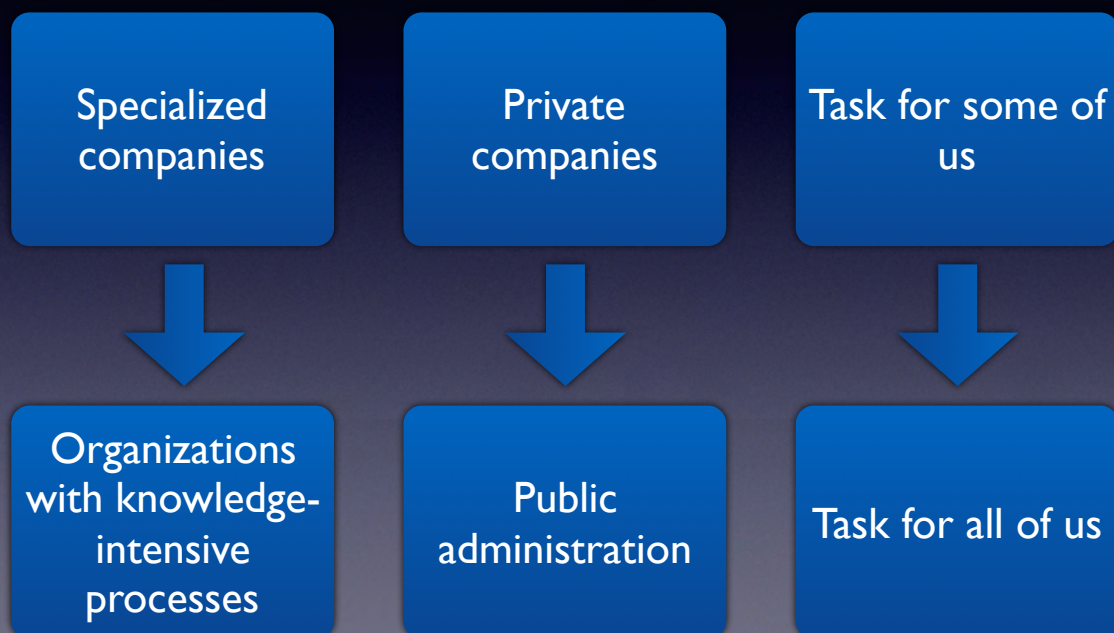 Specialized
companies
Private
companies
Task for some of
us
Organizations
with knowledge-
intensive
processes
Public
administration
Task for all of us